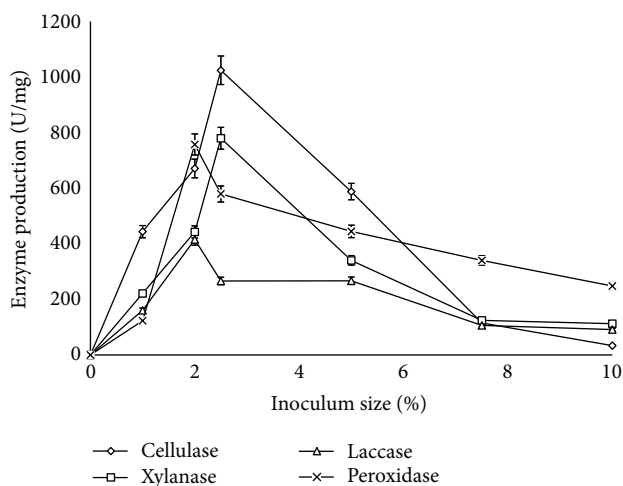 1200
1000
800
600
400
200
0
Enzyme production (U/mg)
0 2 4 6 8 10
Inoculum size (%)
Cellulase Laccase
Xylanase Peroxidase